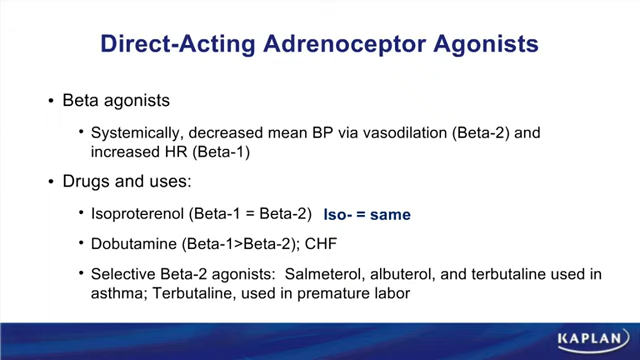 Direct-Acting Adrenoceptor Agonists
• Beta agonists
• Systemically, decreased mean BP via vasodilation (Beta-2) and
increased HR (Beta-1)
• Drugs and uses:
• Isoproterenol (Beta-1 = Beta-2) Iso- = same
• Dobutamine (Beta-1>Beta-2); CHF
• Selective Beta-2 agonists: Salmeterol, albuterol, and terbutaline used in
asthma; Terbutaline, used in premature labor
KAPLAN